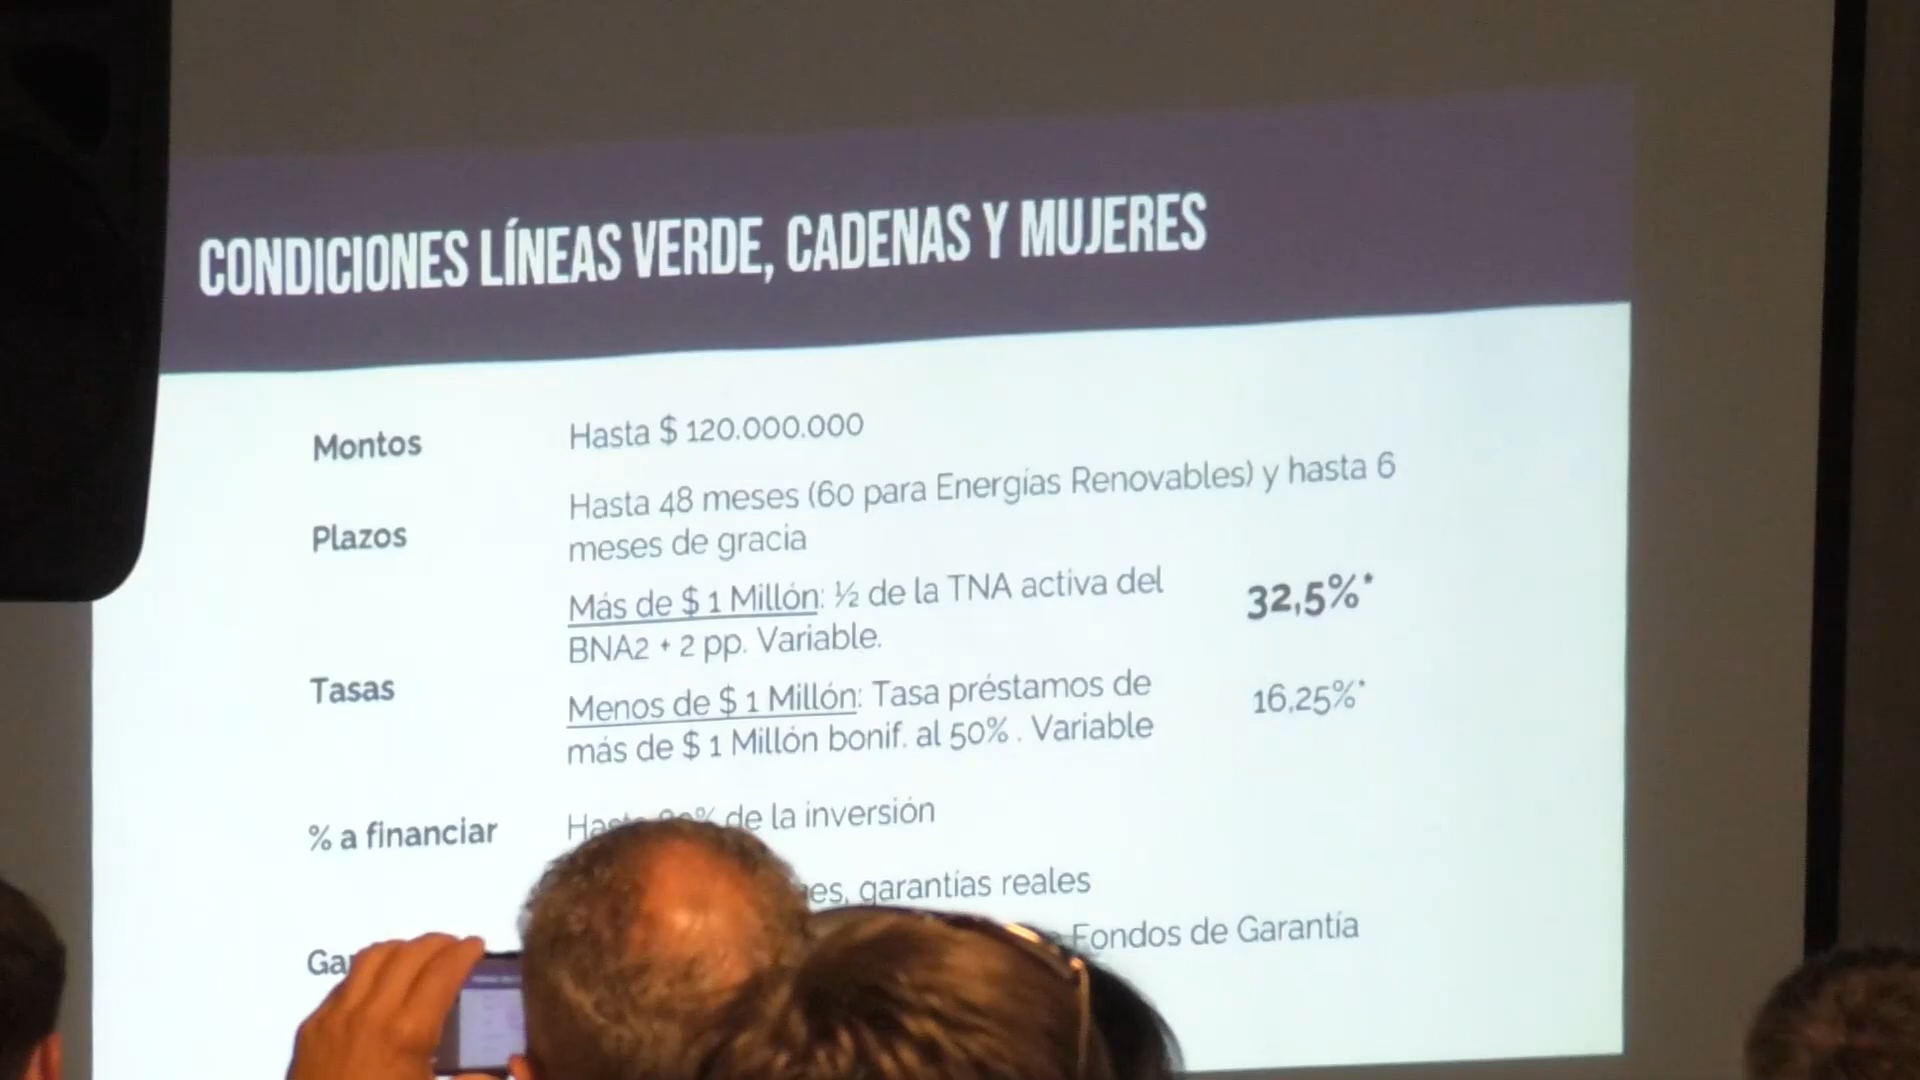 CONDICIONES LÍNEAS VERDE, CADENAS Y MUJERES
Montos
Hasta $ 120.000.000
Plazos
Hasta 48 meses (60 para Energías Renovables) y hasta 6
meses de gracia
Tasas
Más de $ 1 Millón: ½ de la TNA activa del
BNA2 + 2 pp. Variable.
32,5%*
Menos de $ 1 Millón: Tasa préstamos de
más de $ 1 Millón bonif. al 50% . Variable
16,25%*
% a financiar
de la inversión
garantías reales
Fondos de Garantía